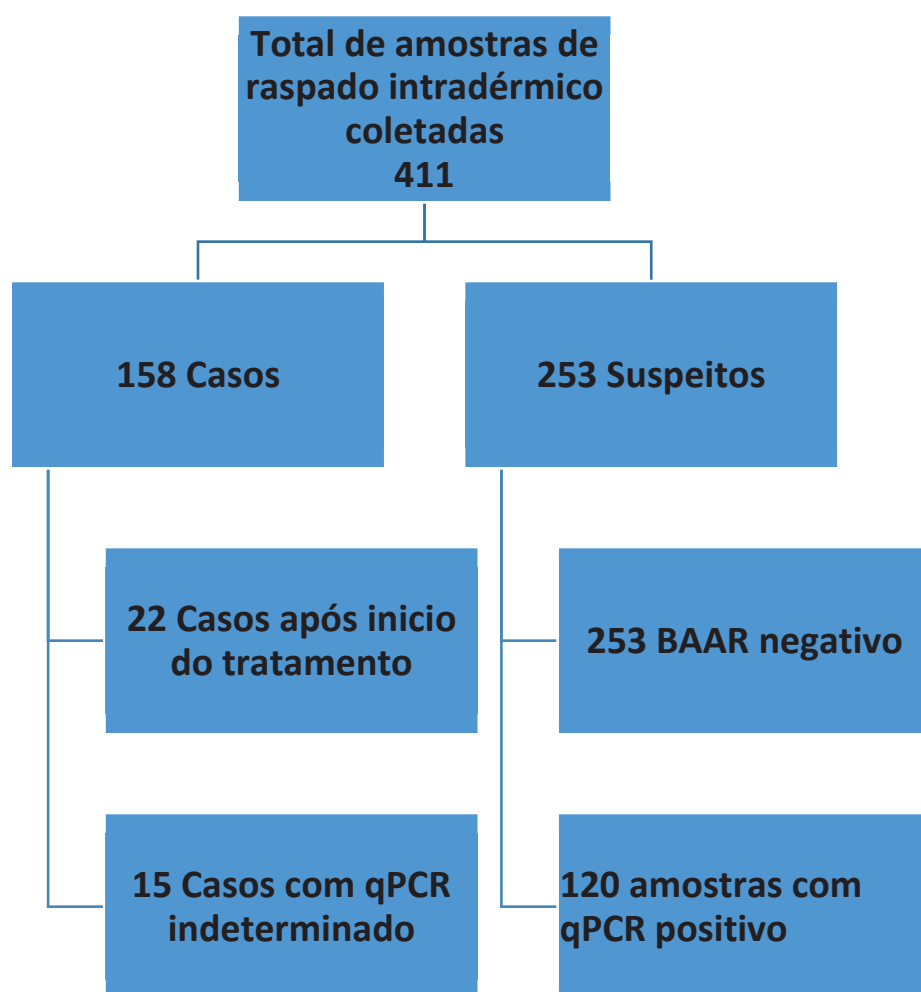 Total de amostras de
raspado intradérmico
coletadas
411
158 Casos
253 Suspeitos
22 Casos após inicio
do tratamento
253 BAAR negativo
15 Casos com qPCR
indeterminado
120 amostras com
qPCR positivo